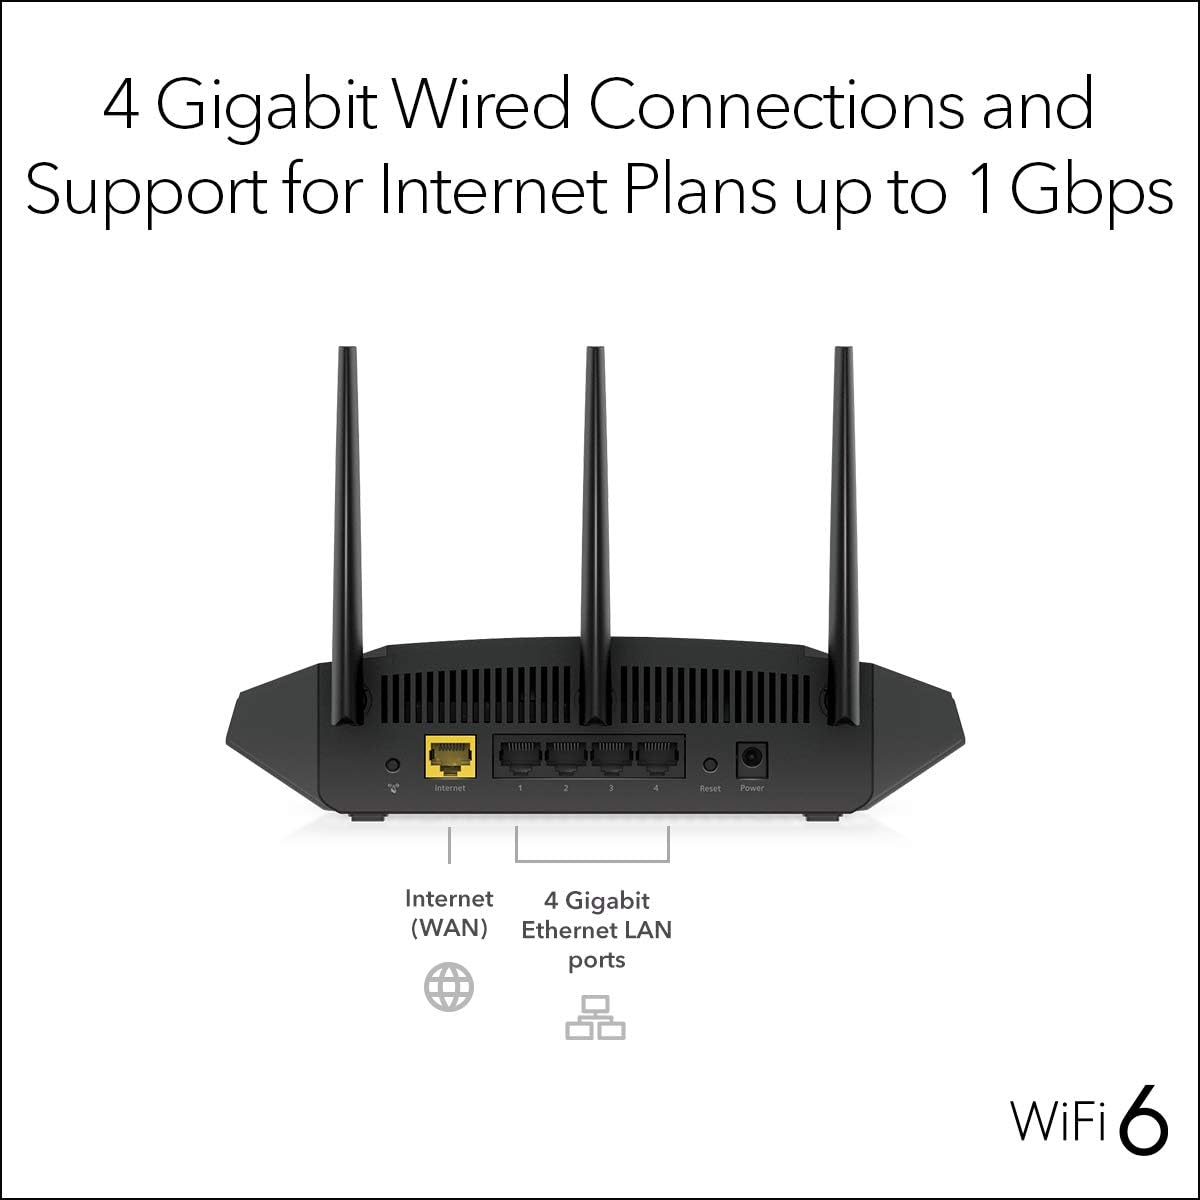 4 Gigabit Wired Connections and
Support for Internet Plans up to 1 Gbps
Internet
1 2 3 4
Reset
Power
Internet
(WAN)
4 Gigabit
Ethernet LAN
ports
WiFi 6